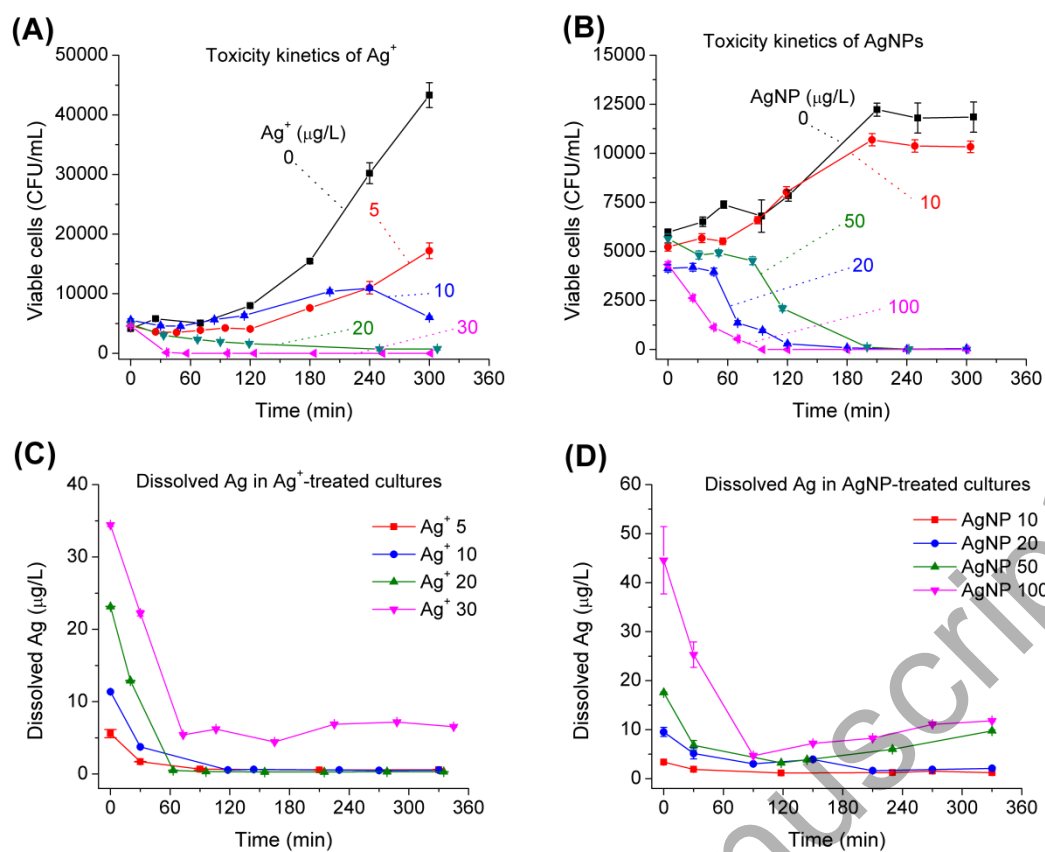 (A)
Toxicity kinetics of Ag⁺
Viable cells (CFU/mL)
50000
40000
30000
20000
10000
0
Ag⁺ (μg/L)
0
5
10
20
30
0 60 120 180 240 300 360
Time (min)
(B)
Toxicity kinetics of AgNPs
Viable cells (CFU/mL)
15000
12500
10000
7500
5000
2500
0
AgNP (μg/L)
0
10
50
20
100
0 60 120 180 240 300 360
Time (min)
(C)
Dissolved Ag in Ag⁺-treated cultures
Dissolved Ag (μg/L)
40
30
20
10
0
Ag⁺ 5
Ag⁺ 10
Ag⁺ 20
Ag⁺ 30
0 60 120 180 240 300 360
Time (min)
(D)
Dissolved Ag in AgNP-treated cultures
Dissolved Ag (μg/L)
60
50
40
30
20
10
0
AgNP 10
AgNP 20
AgNP 50
AgNP 100
0 60 120 180 240 300 360
Time (min)
nuscrip